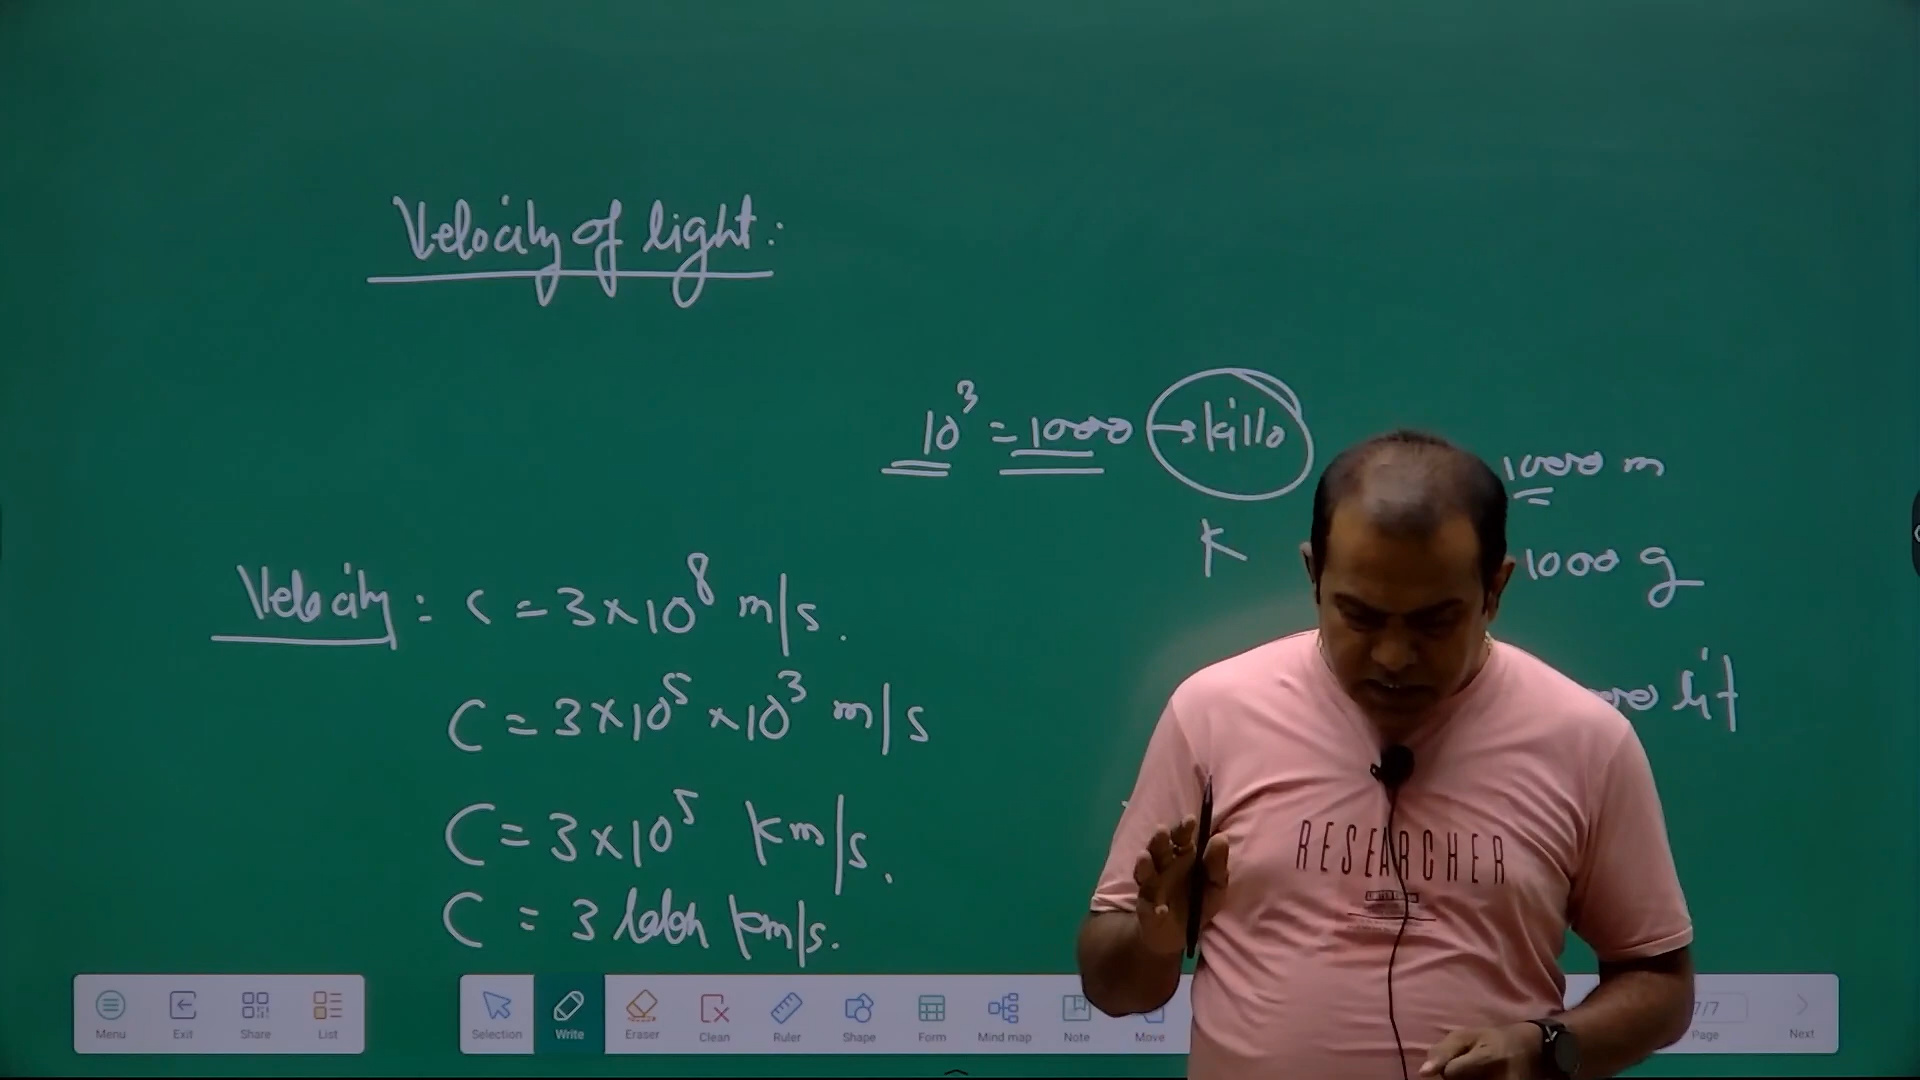 Velocity of light:
10³ = 1000 → killo
1000 m
K
1000 g
Velocity : C = 3×10⁸ m/s.
lit
C = 3×10⁵ ×10³ m/s
C = 3×10⁵ Km/s.
C = 3 lakh km/s.
RESEARCHER
Menu Exit Share List Selection Write Eraser Clean Ruler Shape Form Mind map Note Move Page Next
7/7